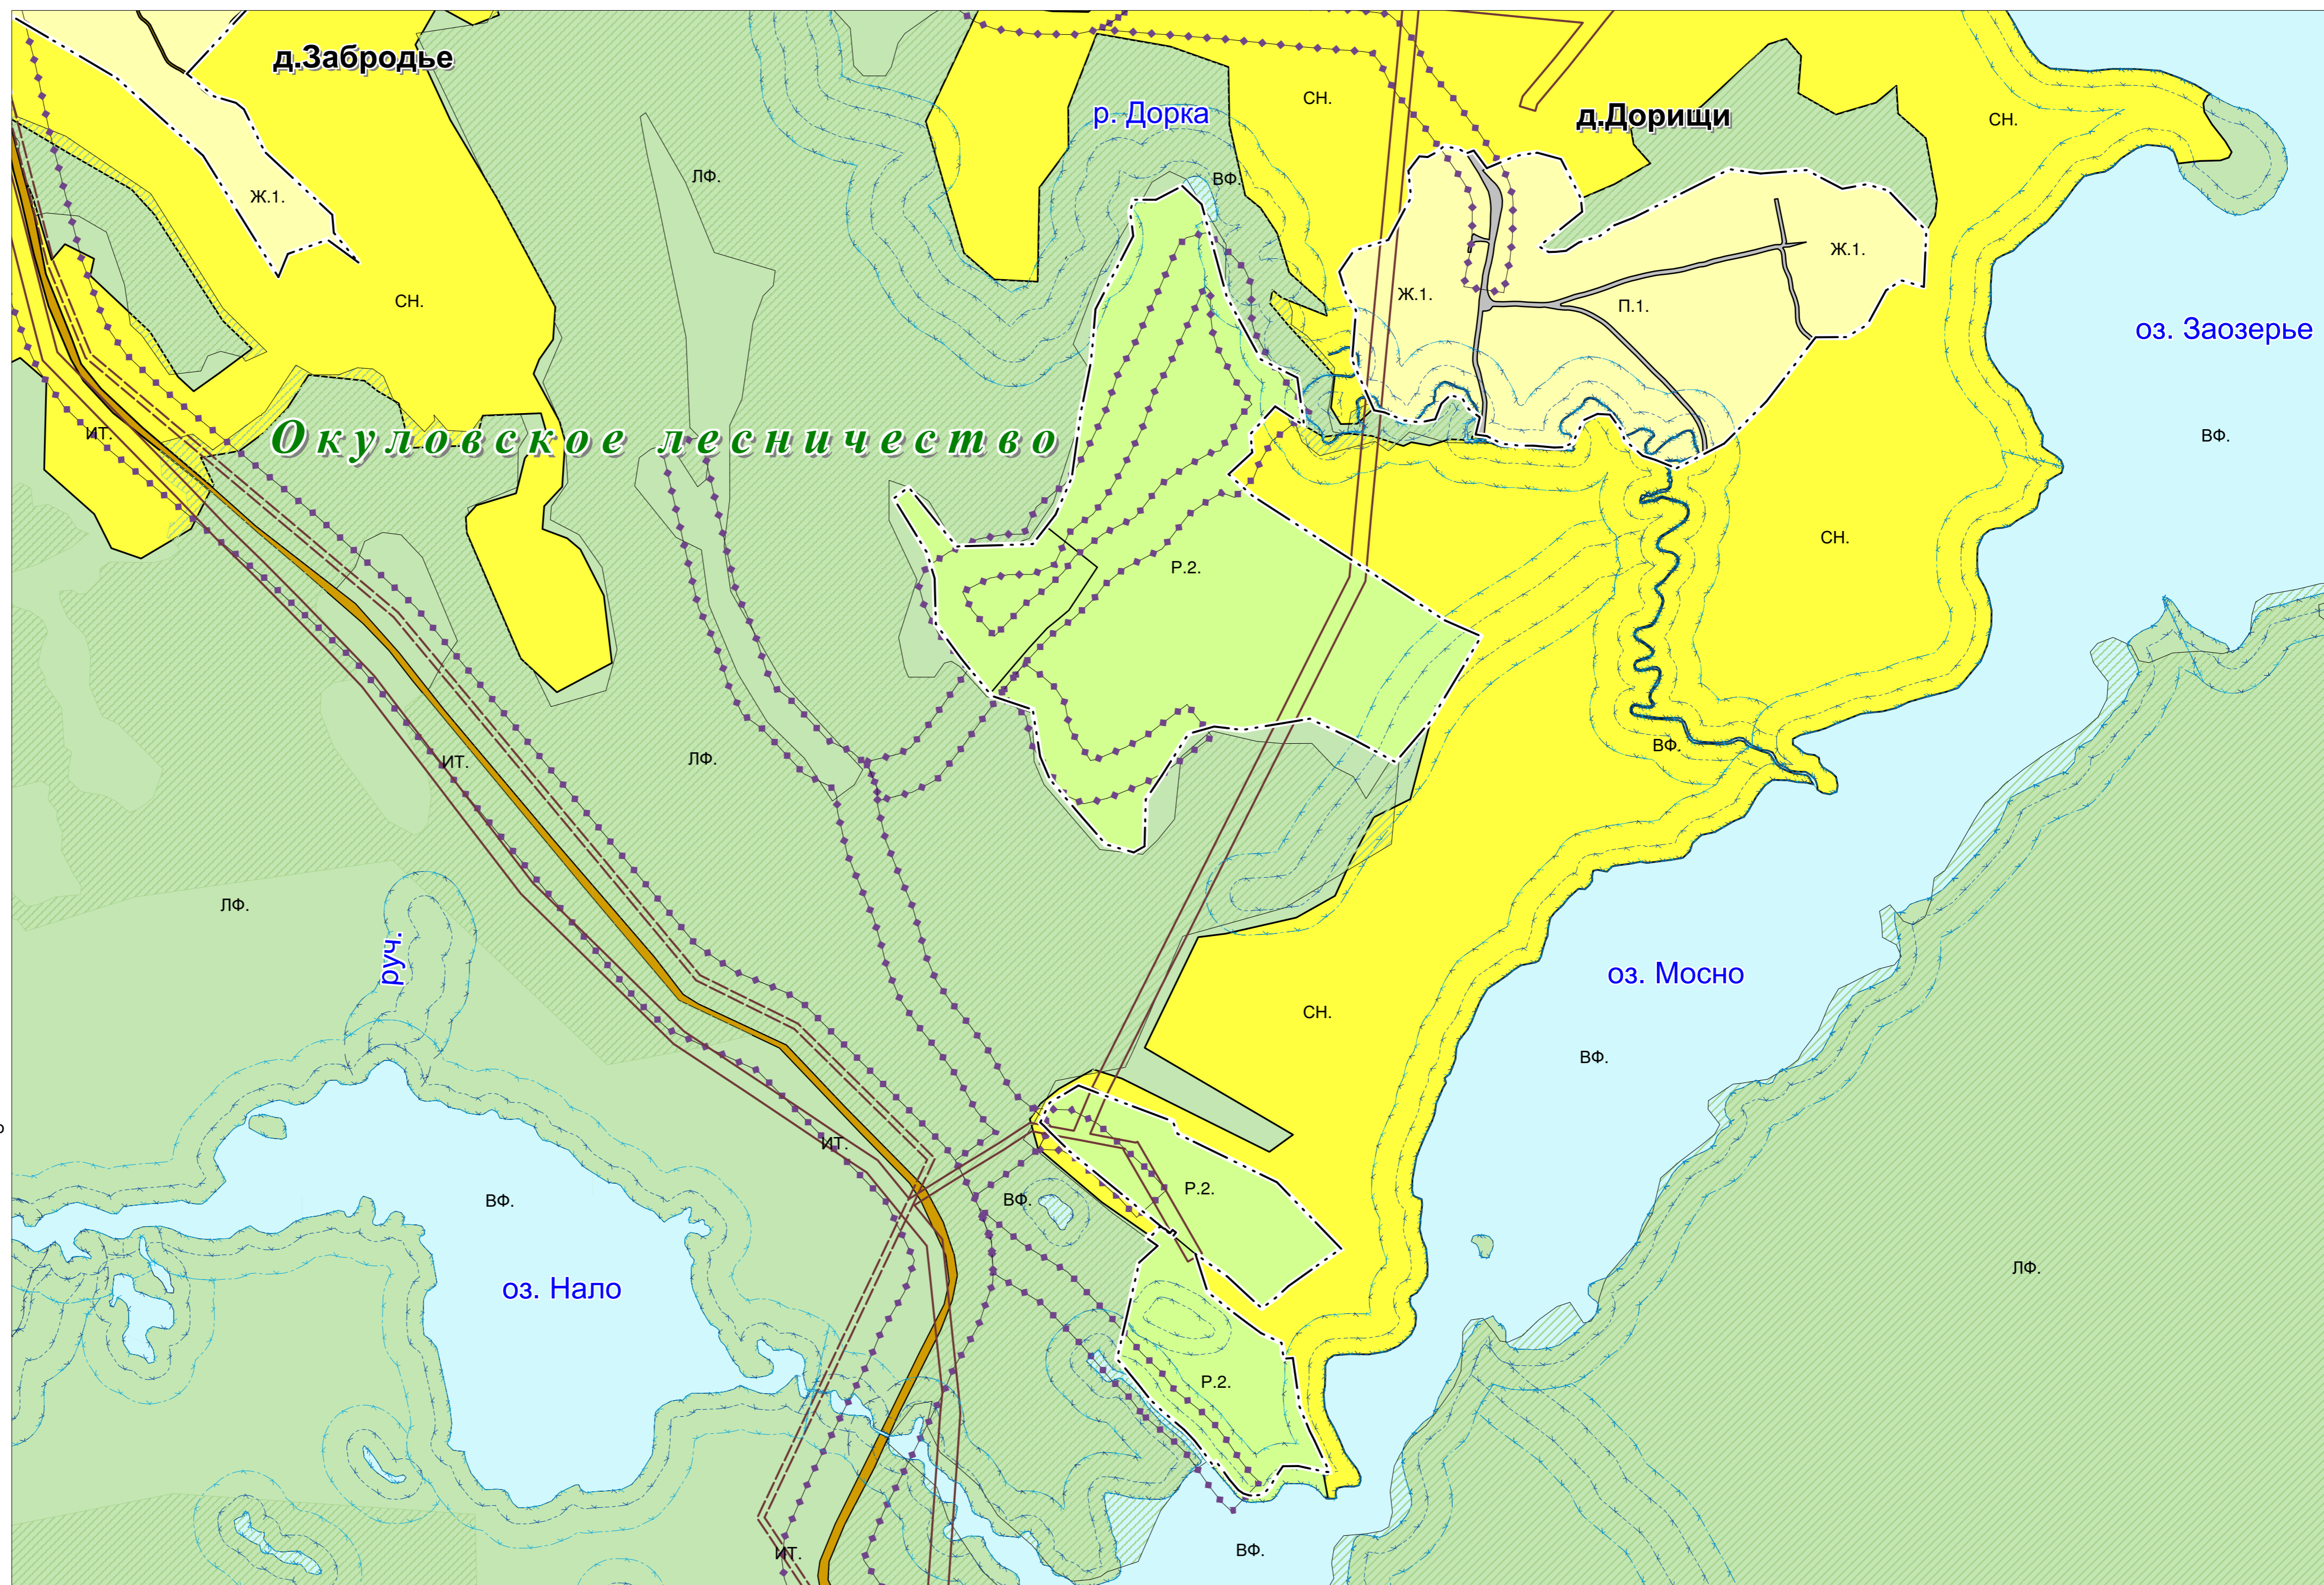 д.Забродье
СН.
р. Дорка
д.Дорищи
СН.
ЛФ.
ВФ.
Ж.1.
Ж.1.
СН.
Ж.1.
П.1.
оз. Заозерье
ИТ.
Окуловское лесничество
ВФ.
СН.
Р.2.
ВФ.
ЛФ.
ИТ.
ЛФ.
руч.
оз. Мосно
СН.
ВФ.
ИТ.
Р.2.
ВФ.
ВФ.
ЛФ.
оз. Нало
Р.2.
ВФ.
ИТ.